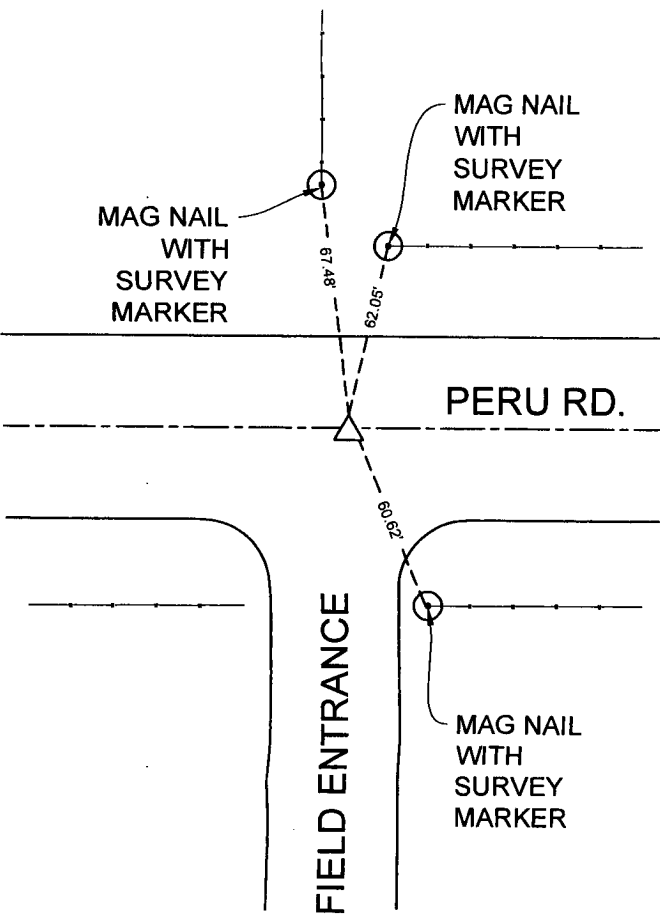 MAG NAIL
WITH
SURVEY
MARKER
MAG NAIL
WITH
SURVEY
MARKER
67.48'
62.05'
PERU RD.
60.62'
FIELD ENTRANCE
MAG NAIL
WITH
SURVEY
MARKER